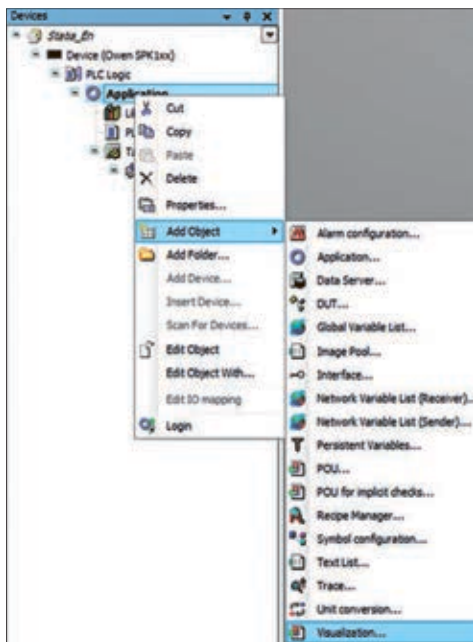 Devices
State_En
Device (Owen SPK1xx)
PLC Logic
Application
Cut
Copy
Paste
Delete
Properties...
Add Object
Add Folder...
Add Device...
Insert Device...
Scan For Devices...
Edit Object
Edit Object With...
Edit IO mapping
Login
Alarm configuration...
Application...
Data Server...
DUT...
Global Variable List...
Image Pool...
Interface...
Network Variable List (Receiver)...
Network Variable List (Sender)...
Persistent Variables...
POU...
POU for implicit checks...
Recipe Manager...
Symbol configuration...
Text List...
Trace...
Unit conversion...
Visualization...